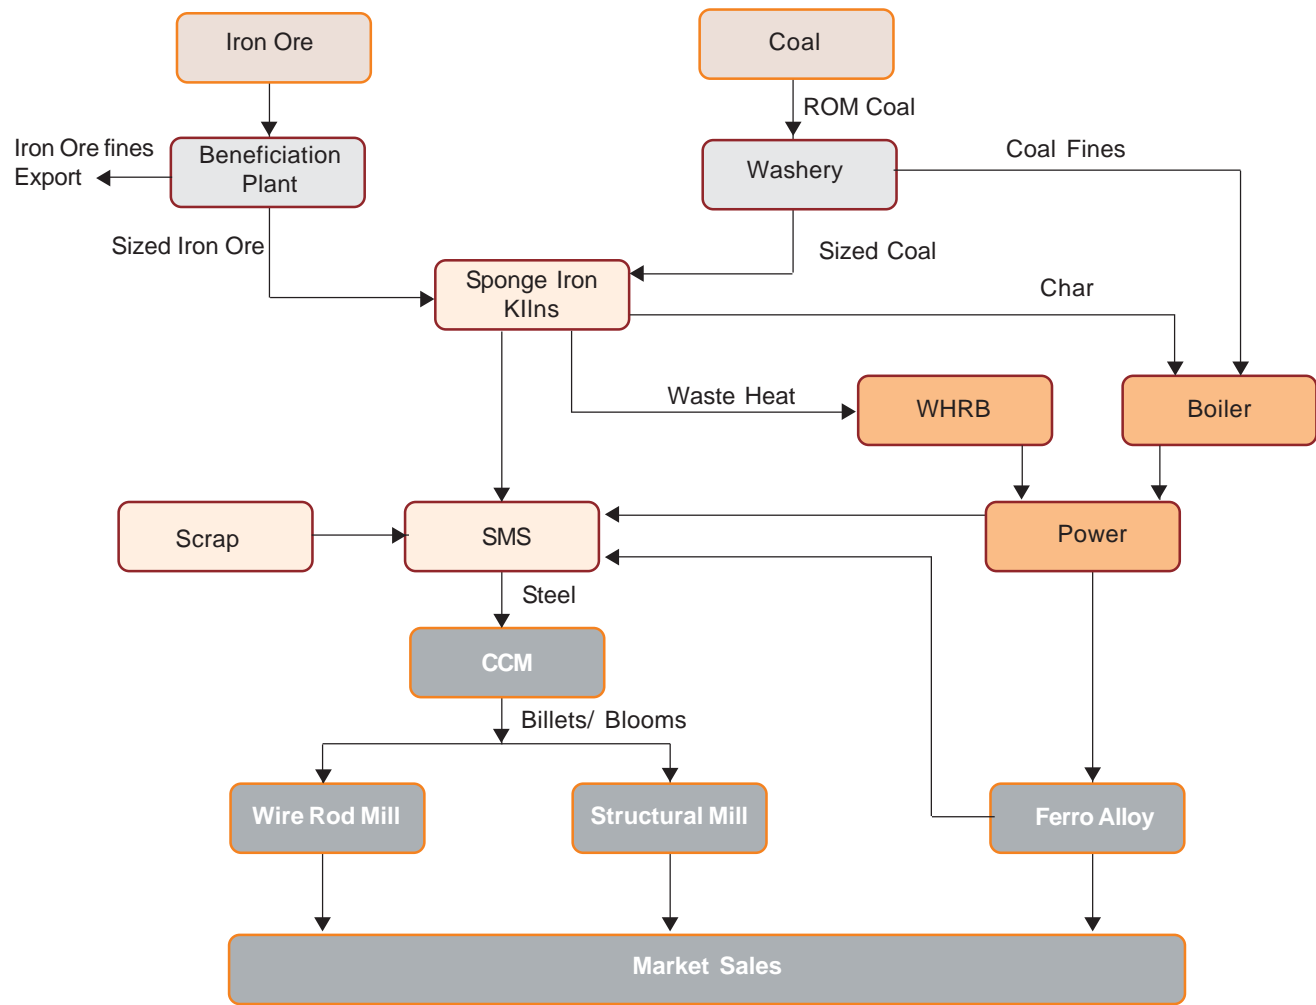 Iron Ore
Coal
ROM Coal
Iron Ore fines
Export
Beneficiation
Plant
Washery
Coal Fines
Sized Iron Ore
Sized Coal
Sponge Iron
KIIns
Char
Waste Heat
WHRB
Boiler
Scrap
SMS
Power
Steel
CCM
Billets/ Blooms
Wire Rod Mill
Structural Mill
Ferro Alloy
Market Sales